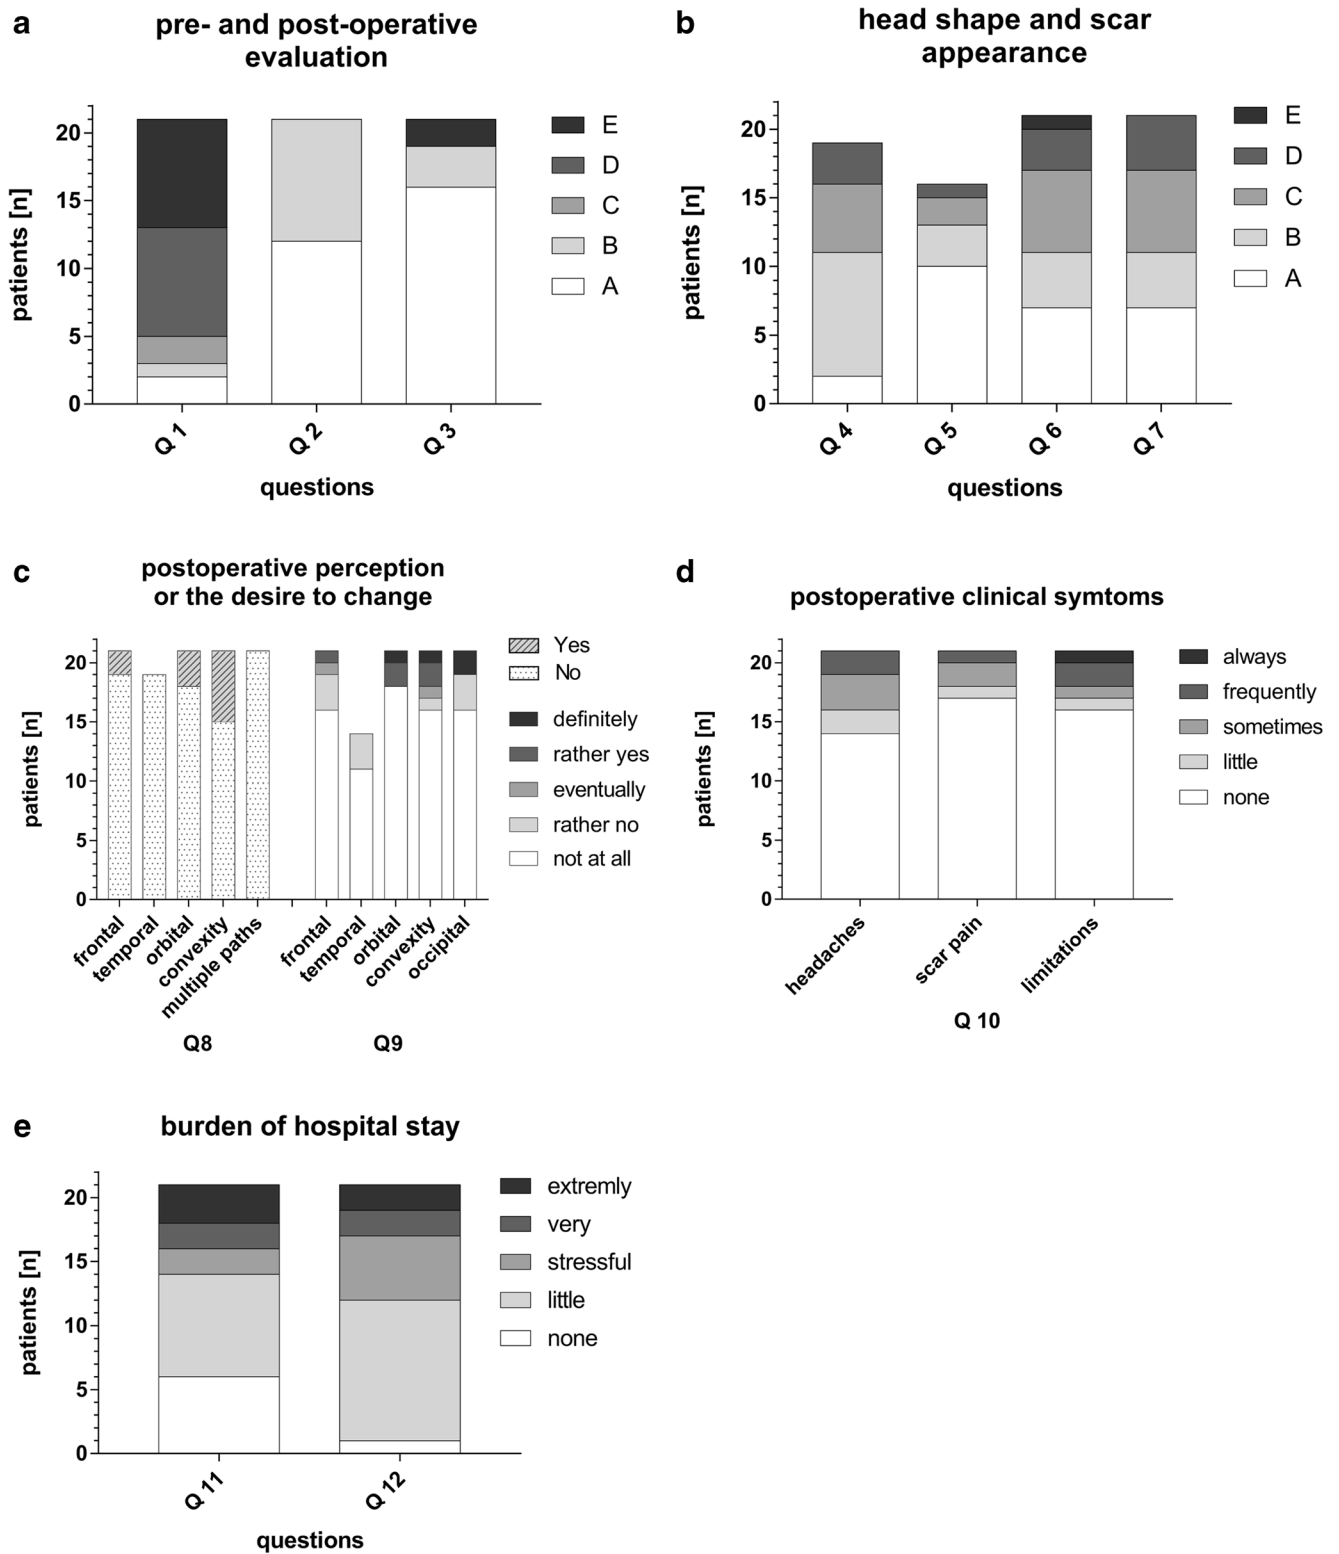 a
pre- and post-operative
evaluation
patients [n]
20
15
10
5
0
Q 1
Q 2
Q 3
questions
E
D
C
B
A
b
head shape and scar
appearance
patients [n]
20
15
10
5
0
Q 4
Q 5
Q 6
Q 7
questions
E
D
C
B
A
c
postoperative perception
or the desire to change
patients [n]
20
15
10
5
0
frontal
temporal
orbital
convexity
multiple paths
Q8
frontal
temporal
orbital
convexity
occipital
Q9
Yes
No
definitely
rather yes
eventually
rather no
not at all
d
postoperative clinical symtoms
patients [n]
20
15
10
5
0
headaches
scar pain
limitations
Q 10
always
frequently
sometimes
little
none
e
burden of hospital stay
patients [n]
20
15
10
5
0
Q 11
Q 12
questions
extremly
very
stressful
little
none